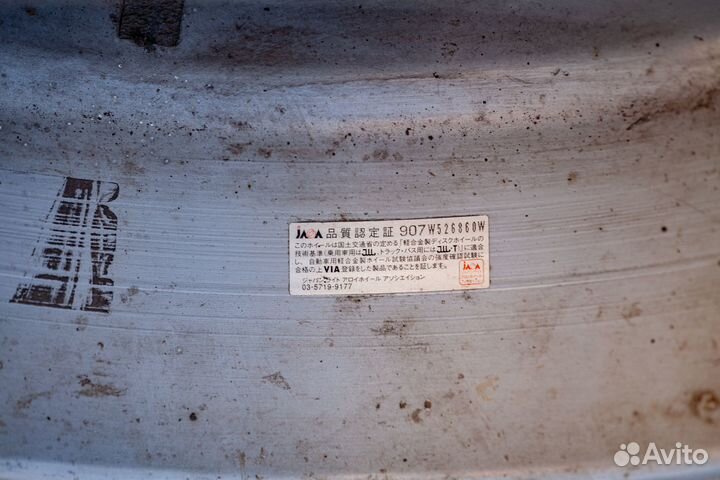 JAWA 品質認定証 907W526860W
このホイールは国土交通省の定める「軽合金製ディスクホイールの
技術基準(乗用車用はJWL、トラック・バス用にはJWL-T)」に適合
し、自動車用軽合金製ホイール試験協議会の強度確認試験に
合格の上VIA登録をした製品であることを証します。
ジャパン ライト アロイホイール アソシエイション
03-5719-9177
JAWA
Avito